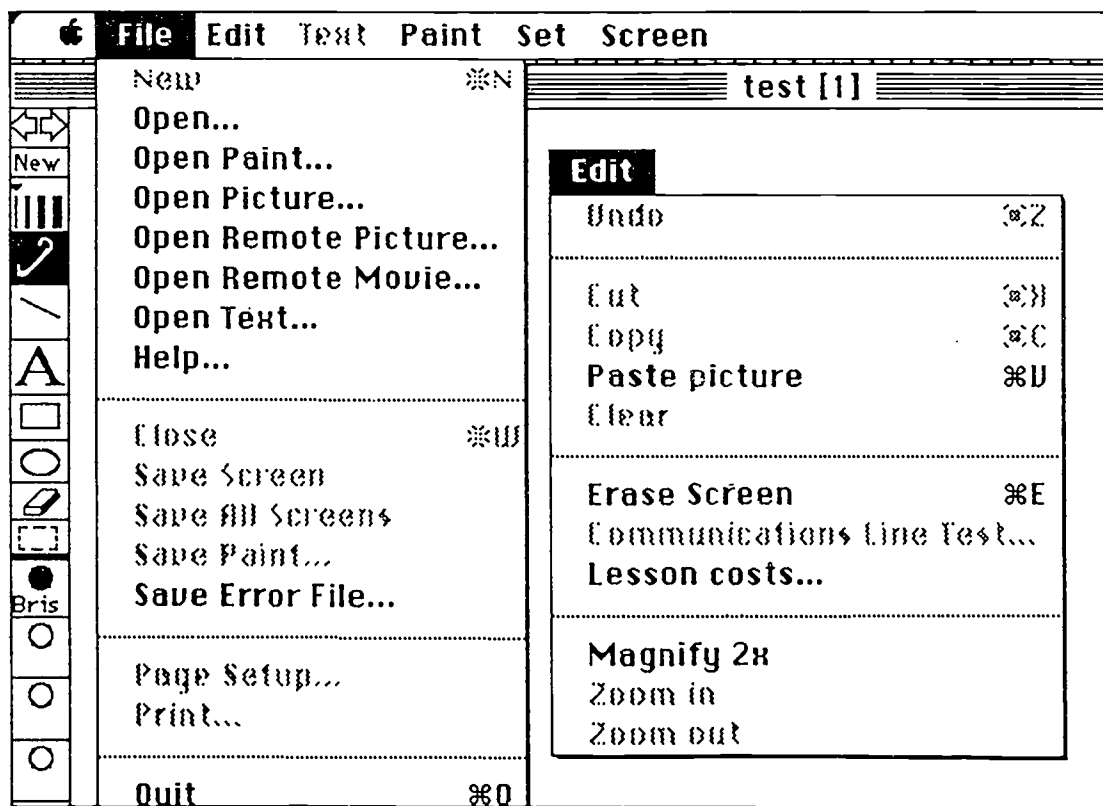 File Edit Text Paint Set Screen
test [1]
New ⌘N
Open...
Open Paint...
Open Picture...
Open Remote Picture...
Open Remote Movie...
Open Text...
Help...
Close ⌘W
Save Screen
Save All Screens
Save Paint...
Save Error File...
Page Setup...
Print...
Quit ⌘Q
New
A
Bris
Edit
Undo ⌘Z
Cut ⌘X
Copy ⌘C
Paste picture ⌘V
Clear
Erase Screen ⌘E
Communications Line Test...
Lesson costs...
Magnify 2x
Zoom in
Zoom out